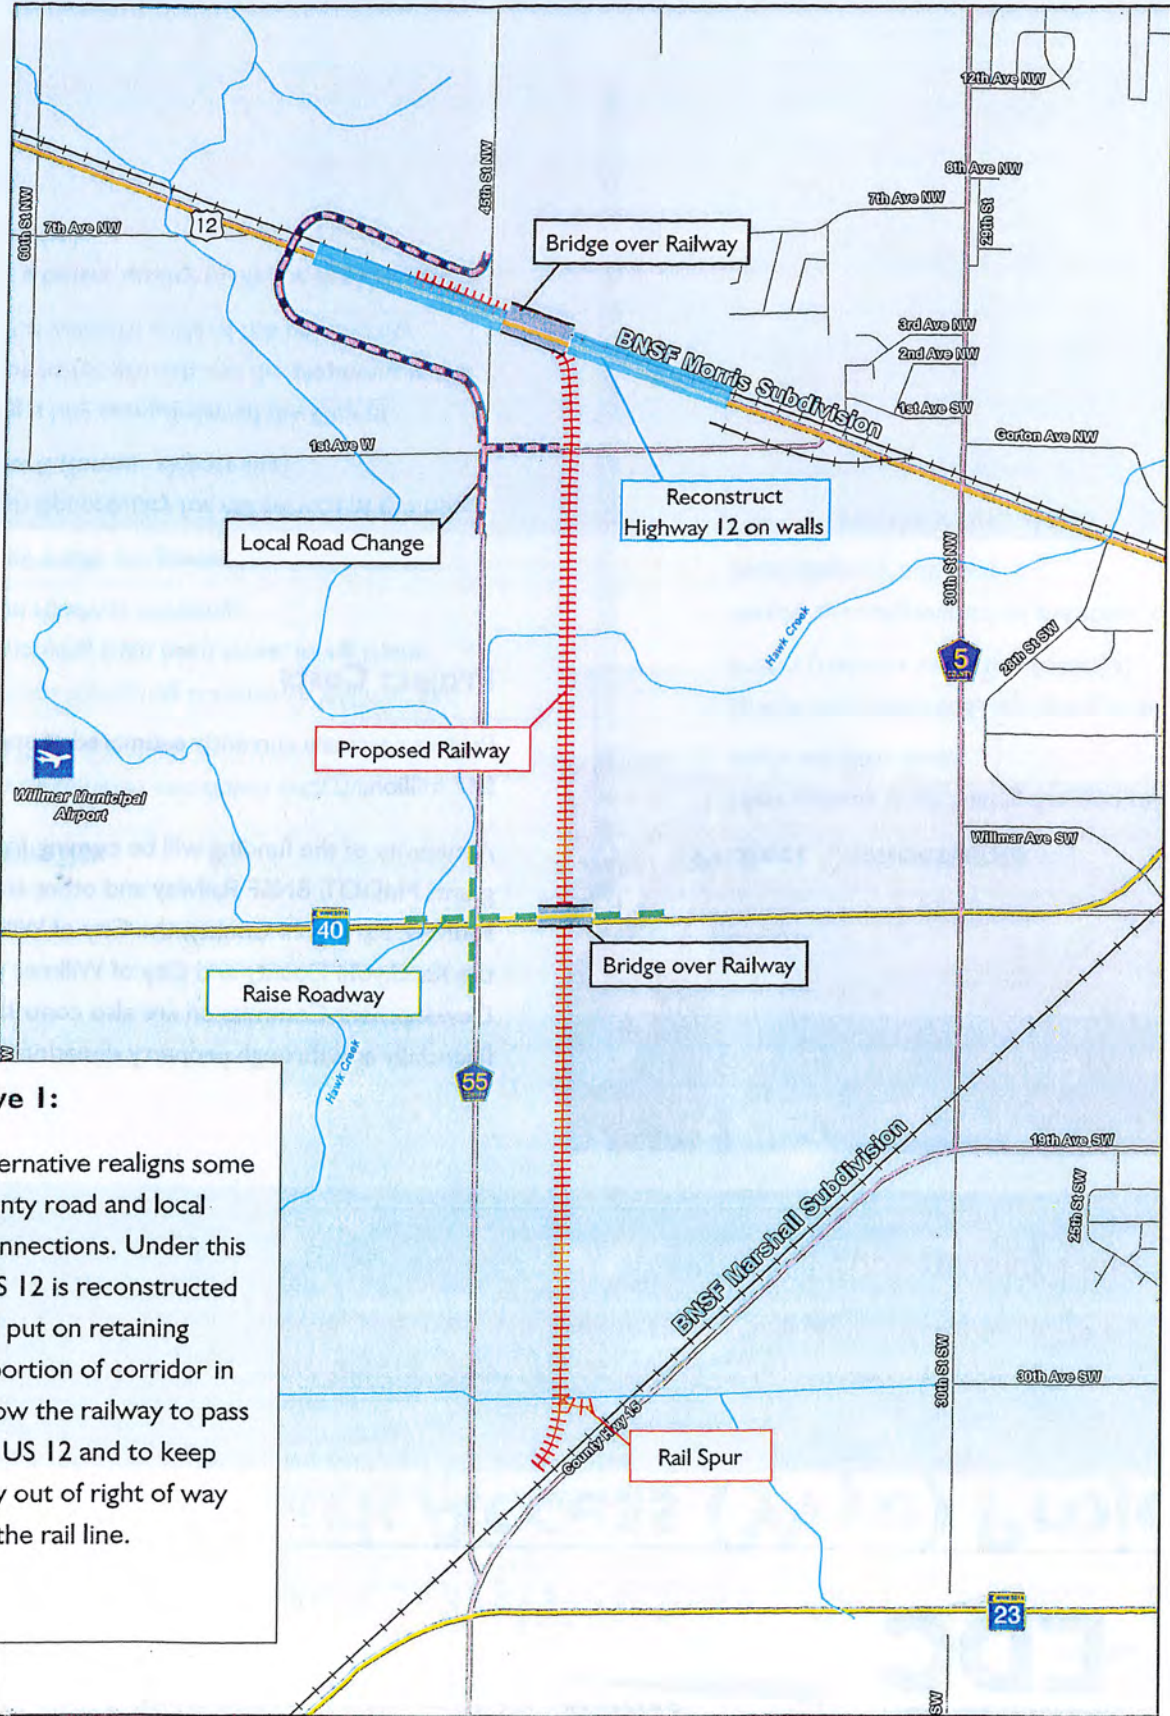 12th Ave NW
8th Ave NW
45th St NW
7th Ave NW
29th St
60th St NW
7th Ave NW
12
Bridge over Railway
BNSF Morris Subdivision
3rd Ave NW
2nd Ave NW
1st Ave SW
Gorton Ave NW
1st Ave W
Reconstruct
Highway 12 on walls
Local Road Change
30th St NW
Hawk Creek
5
28th St SW
Proposed Railway
Willmar Municipal
Airport
Willmar Ave SW
40
Bridge over Railway
Raise Roadway
Hawk Creek
55
BNSF Marshall Subdivision
19th Ave SW
25th St SW
ve 1:
ernative realigns some
nty road and local
nnections. Under this
S 12 is reconstructed
put on retaining
portion of corridor in
ow the railway to pass
US 12 and to keep
y out of right of way
the rail line.
30th St SW
30th Ave SW
County Hwy 15
Rail Spur
23
SW